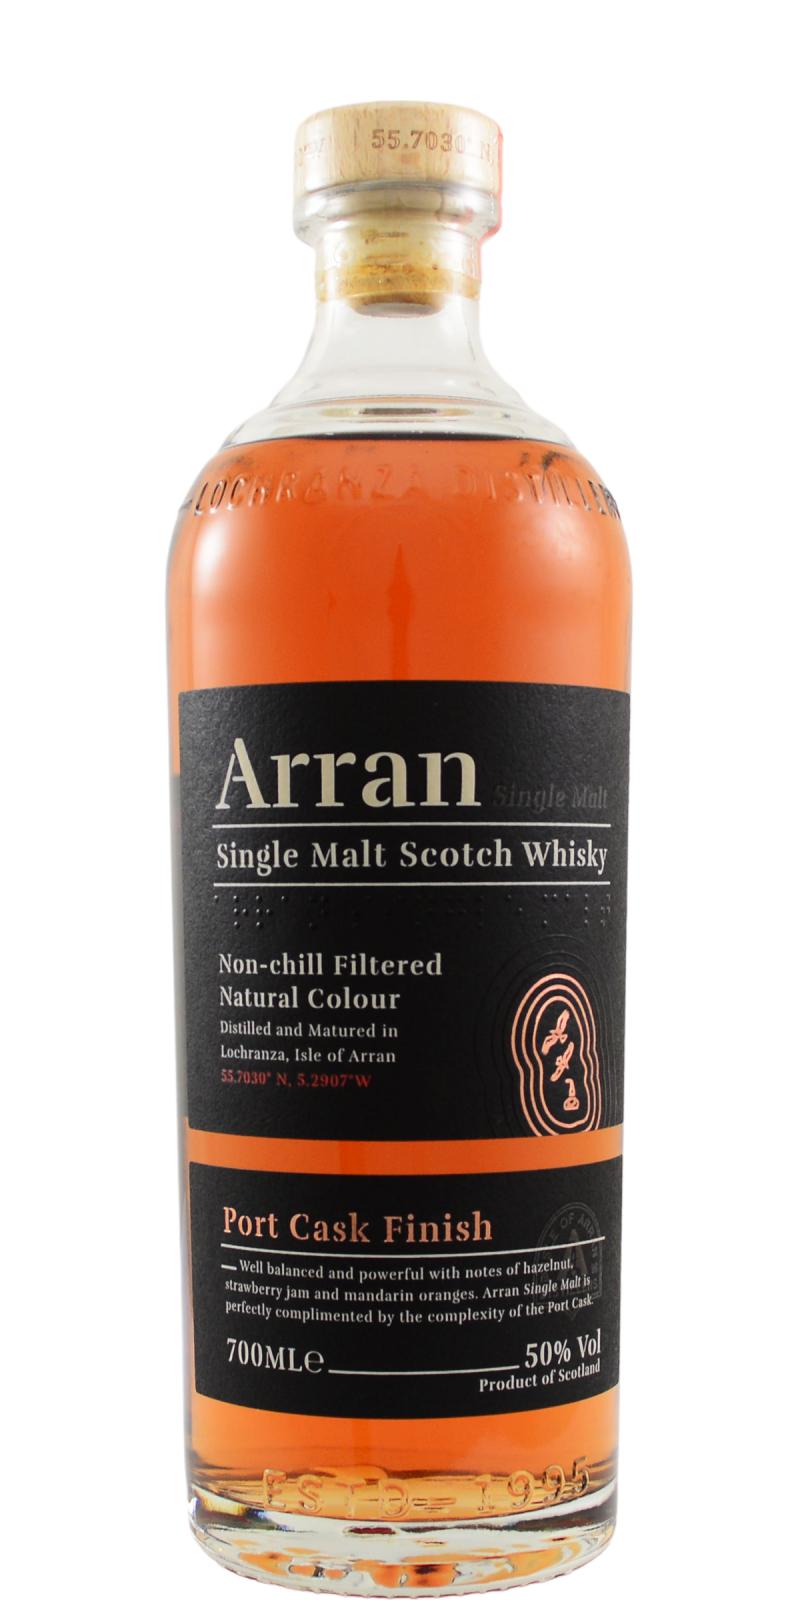 55.7030° N,
LOCHRANZA DISTILLER
Arran Single Malt
Single Malt Scotch Whisky
Non-chill Filtered
Natural Colour
Distilled and Matured in
Lochranza, Isle of Arran
55.7030° N, 5.2907°W
Port Cask Finish
Well balanced and powerful with notes of hazelnut,
strawberry jam and mandarin oranges. Arran Single Malt is
perfectly complimented by the complexity of the Port Cask.
700ML℮ 50% Vol
Product of Scotland
ESTD 1995